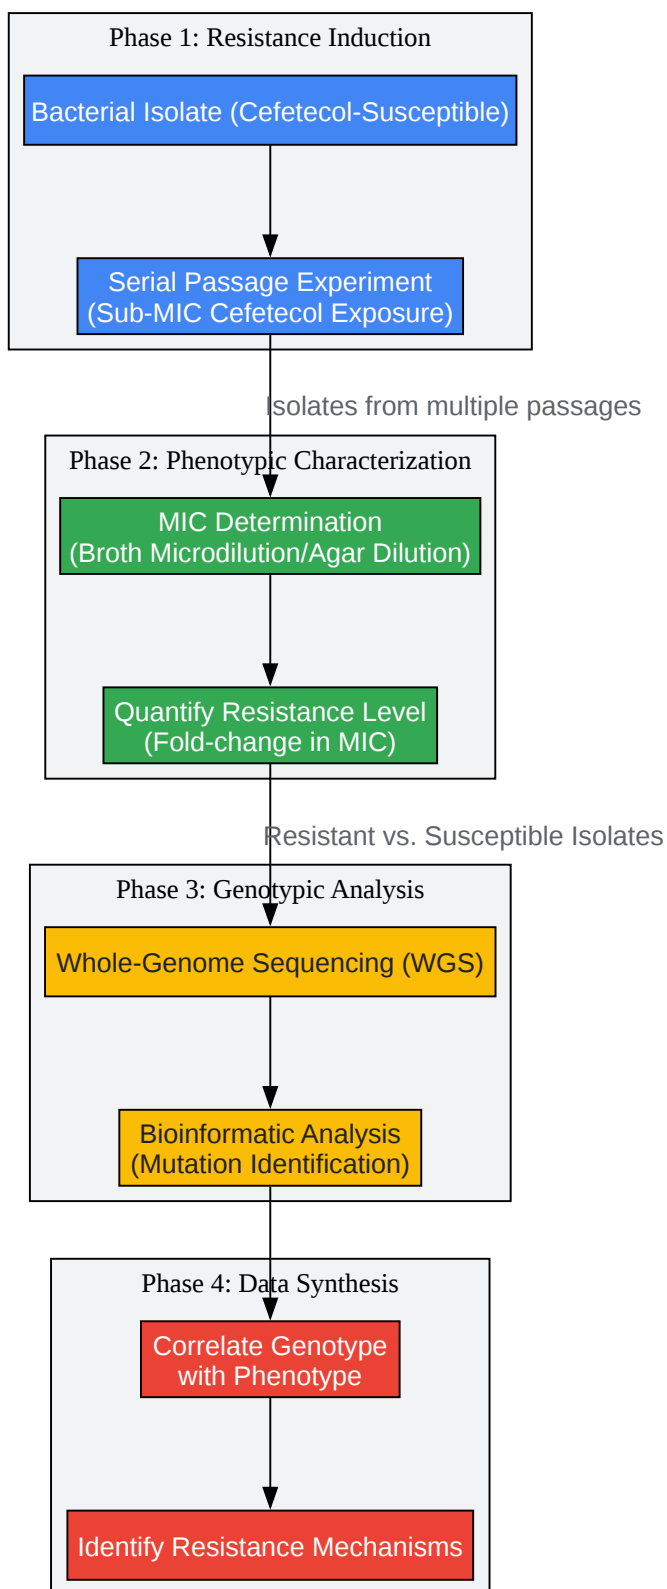 Phase 1: Resistance Induction
Bacterial Isolate (Cefetecol-Susceptible)
Serial Passage Experiment
(Sub-MIC Cefetecol Exposure)
Isolates from multiple passages
Phase 2: Phenotypic Characterization
MIC Determination
(Broth Microdilution/Agar Dilution)
Quantify Resistance Level
(Fold-change in MIC)
Resistant vs. Susceptible Isolates
Phase 3: Genotypic Analysis
Whole-Genome Sequencing (WGS)
Bioinformatic Analysis
(Mutation Identification)
Phase 4: Data Synthesis
Correlate Genotype
with Phenotype
Identify Resistance Mechanisms